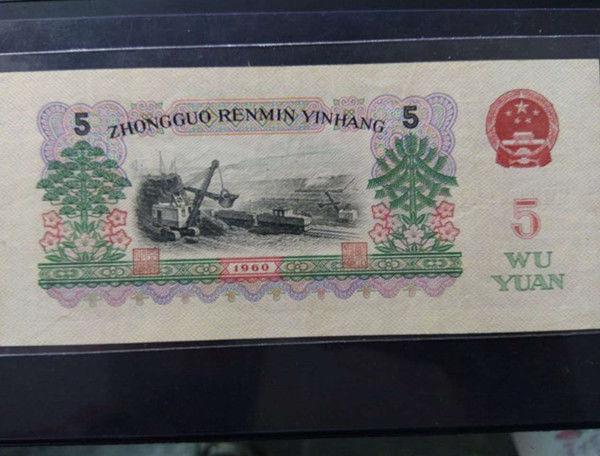 5 ZHONGGUO RENMIN YINHANG 5
1960
5
WU
YUAN